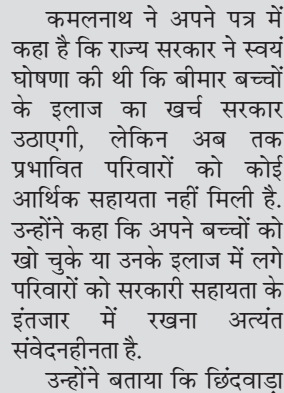 कमलनाथ ने अपने पत्र में
कहा है कि राज्य सरकार ने स्वयं
घोषणा की थी कि बीमार बच्चों
के इलाज का खर्च सरकार
उठाएगी, लेकिन अब तक
प्रभावित परिवारों को कोई
आर्थिक सहायता नहीं मिली है.
उन्होंने कहा कि अपने बच्चों को
खो चुके या उनके इलाज में लगे
परिवारों को सरकारी सहायता के
इंतजार में रखना अत्यंत
संवेदनहीनता है.
उन्होंने बताया कि छिंदवाड़ा